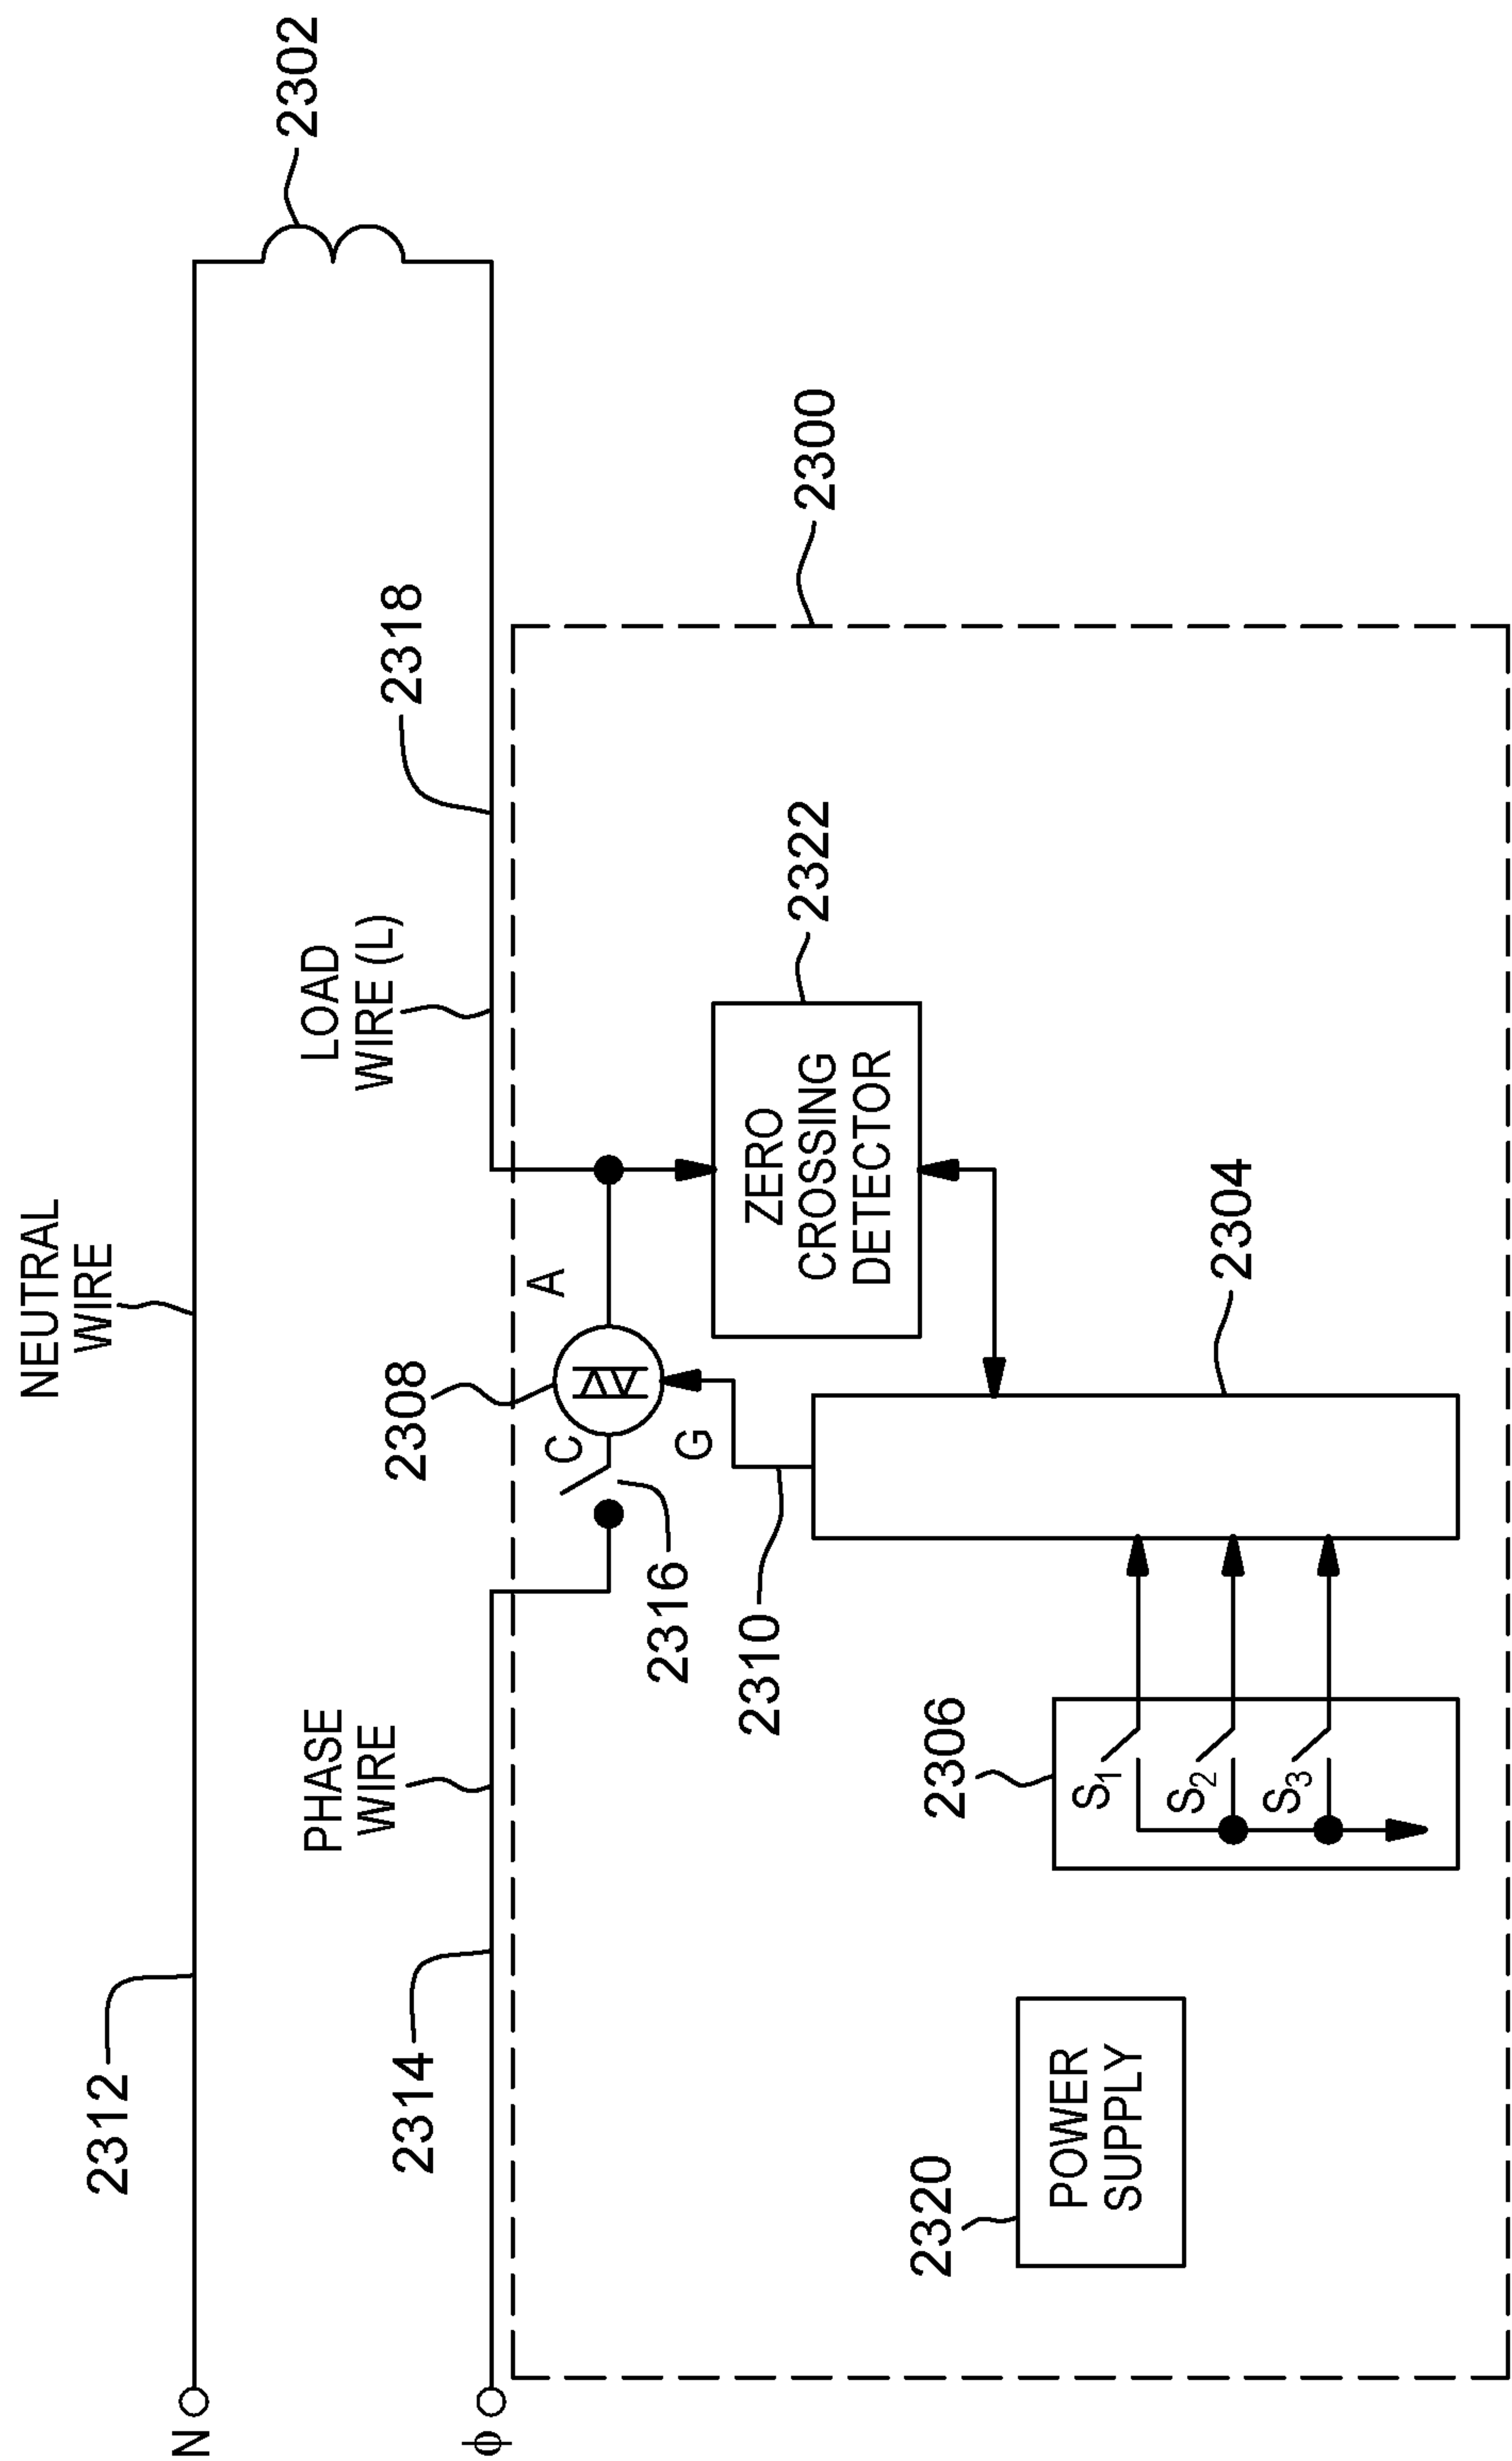 NEUTRAL
WIRE
2312
2302
N
PHASE
WIRE
LOAD
WIRE (L)
2314
2308
2318
ϕ
C
A
G
2316
2300
2310
ZERO
CROSSING
DETECTOR
2322
2320
POWER
SUPPLY
2306
S1
S2
S3
2304